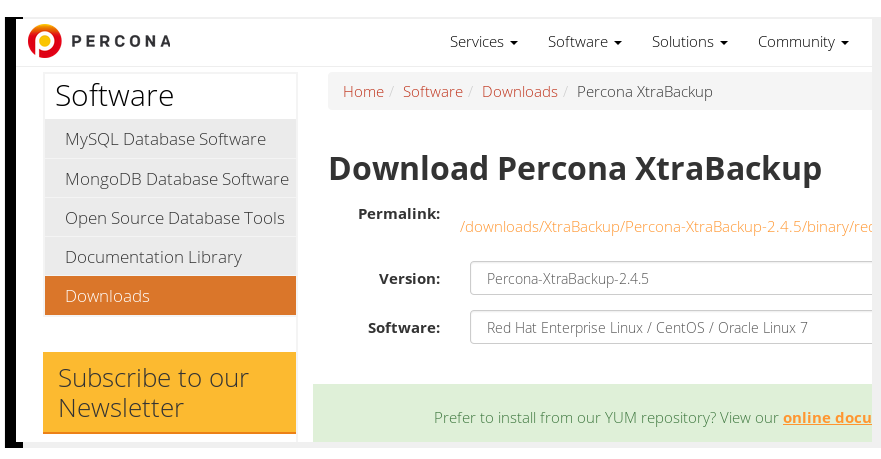 PERCONA
Services
Software
Solutions
Community
Software
MySQL Database Software
MongoDB Database Software
Open Source Database Tools
Documentation Library
Downloads
Subscribe to our
Newsletter
Home / Software / Downloads / Percona XtraBackup
Download Percona XtraBackup
Permalink:
/downloads/XtraBackup/Percona-XtraBackup-2.4.5/binary/red
Version: Percona-XtraBackup-2.4.5
Software: Red Hat Enterprise Linux / CentOS / Oracle Linux 7
Prefer to install from our YUM repository? View our online docu